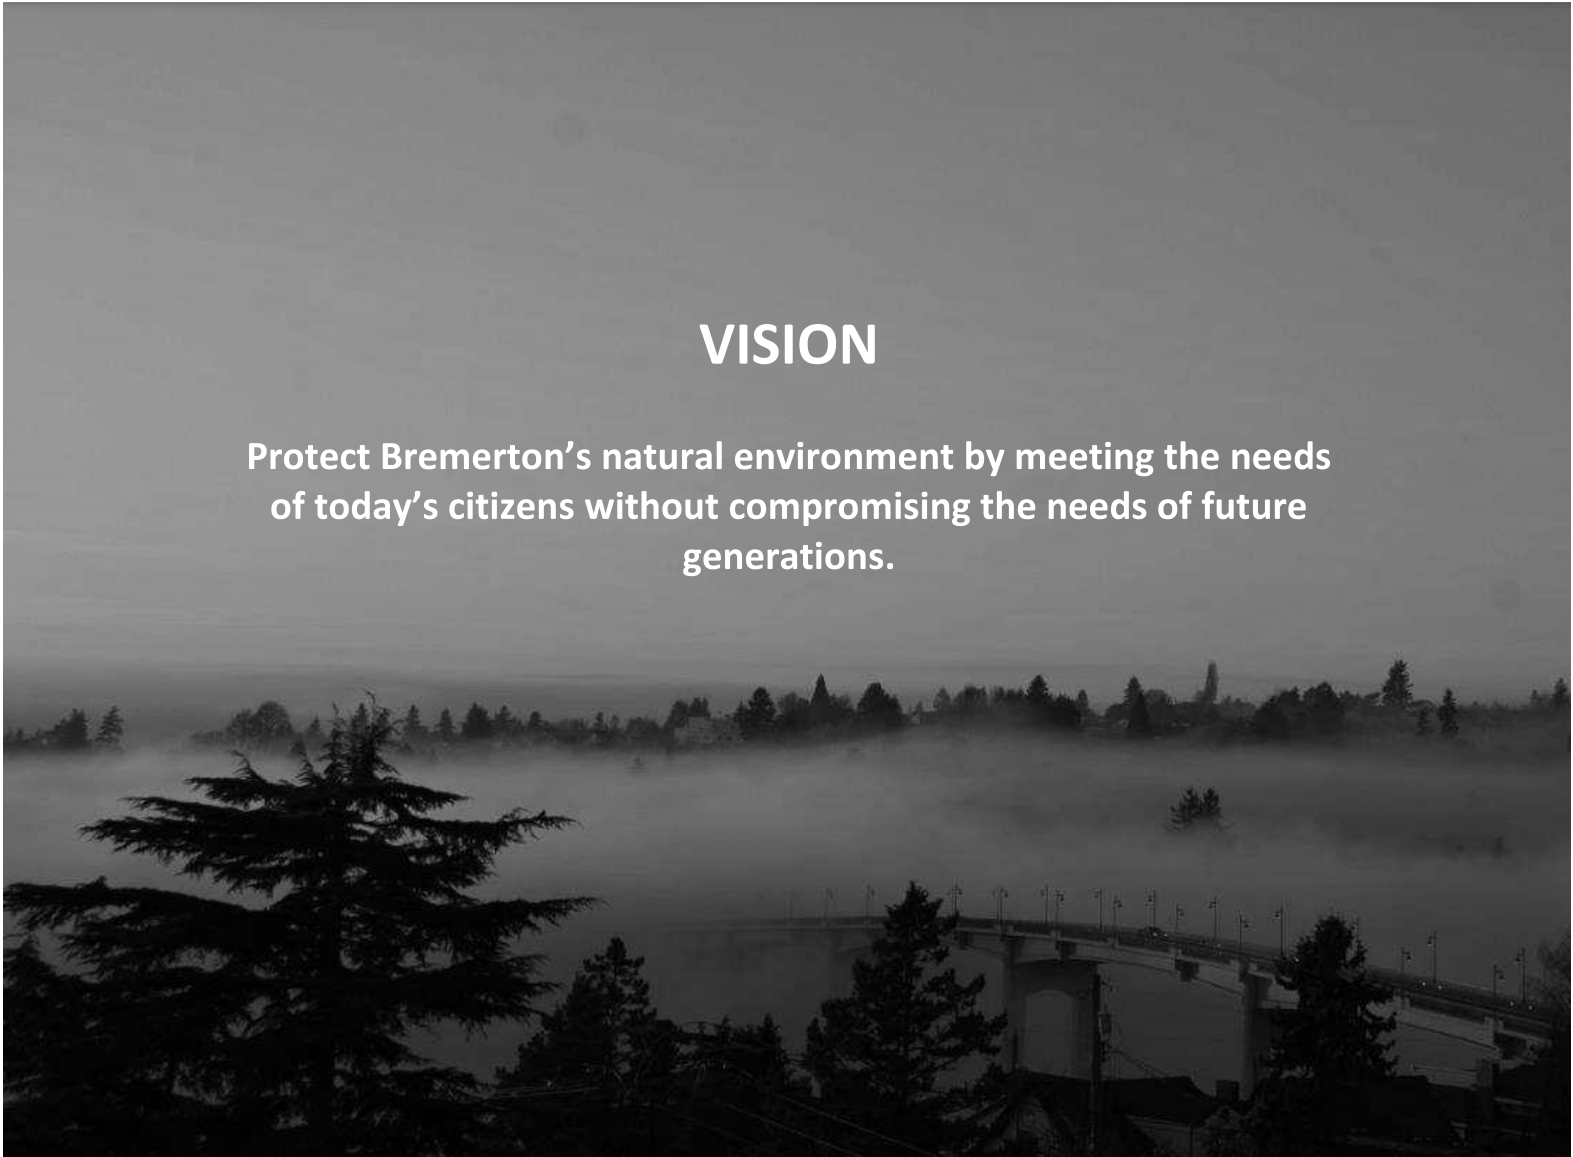 VISION
Protect Bremerton’s natural environment by meeting the needs
of today’s citizens without compromising the needs of future
generations.